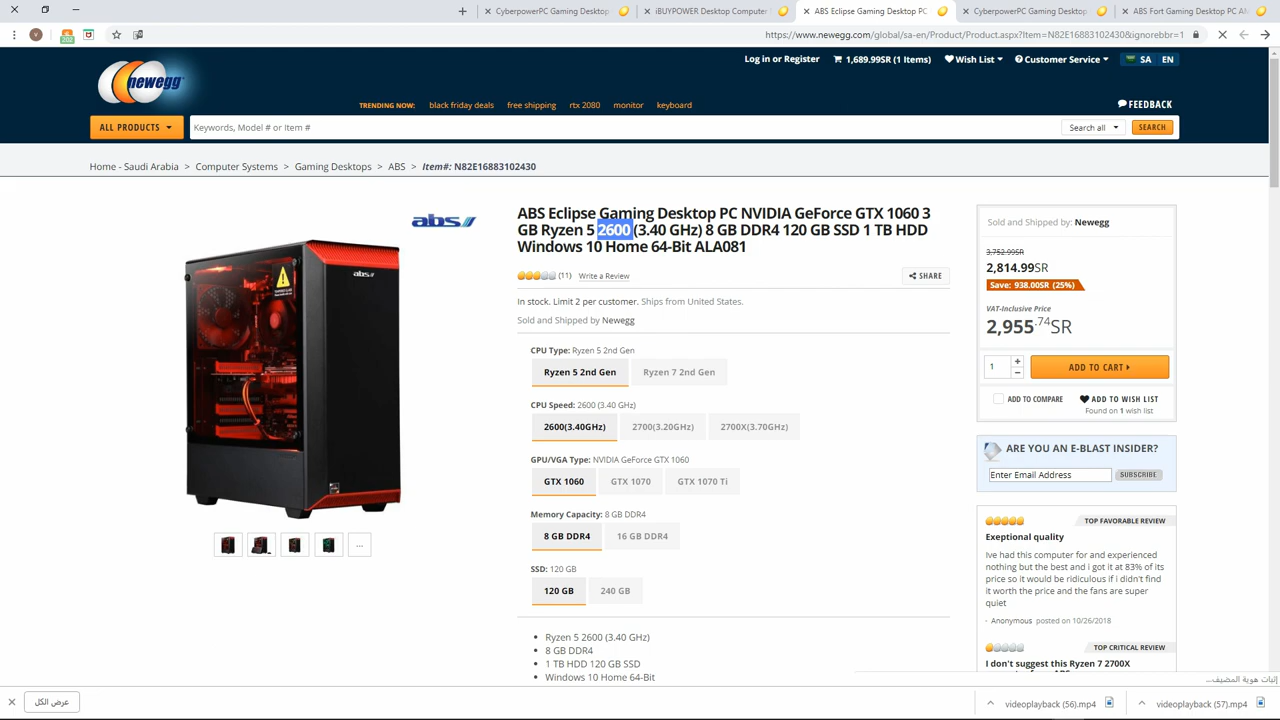 CyberpowerPC Gaming Desktop
iBUYPOWER Desktop Computer
ABS Eclipse Gaming Desktop PC
CyberpowerPC Gaming Desktop
ABS Fort Gaming Desktop PC AM
https://www.newegg.com/global/sa-en/Product/Product.aspx?Item=N82E16883102430&ignorebbr=1
newegg
Log in or Register
1,689.99SR (1 Items)
Wish List
Customer Service
SA
EN
TRENDING NOW:
black friday deals
free shipping
rtx 2080
monitor
keyboard
FEEDBACK
ALL PRODUCTS
Keywords, Model # or Item #
Search all
SEARCH
Home - Saudi Arabia > Computer Systems > Gaming Desktops > ABS > Item#: N82E16883102430
abs
ABS Eclipse Gaming Desktop PC NVIDIA GeForce GTX 1060 3
GB Ryzen 5 2600 (3.40 GHz) 8 GB DDR4 120 GB SSD 1 TB HDD
Windows 10 Home 64-Bit ALA081
(11)
Write a Review
SHARE
In stock. Limit 2 per customer. Ships from United States.
Sold and Shipped by Newegg
CPU Type: Ryzen 5 2nd Gen
Ryzen 5 2nd Gen
Ryzen 7 2nd Gen
CPU Speed: 2600 (3.40 GHz)
2600(3.40GHz)
2700(3.20GHz)
2700X(3.70GHz)
GPU/VGA Type: NVIDIA GeForce GTX 1060
GTX 1060
GTX 1070
GTX 1070 Ti
Memory Capacity: 8 GB DDR4
8 GB DDR4
16 GB DDR4
SSD: 120 GB
120 GB
240 GB
Ryzen 5 2600 (3.40 GHz)
8 GB DDR4
1 TB HDD 120 GB SSD
Windows 10 Home 64-Bit
abs
...
Sold and Shipped by: Newegg
3,752.99SR
2,814.99SR
Save: 938.00SR (25%)
VAT-Inclusive Price
2,955.74SR
1
ADD TO CART
ADD TO COMPARE
ADD TO WISH LIST
Found on 1 wish list
ARE YOU AN E-BLAST INSIDER?
Enter Email Address
SUBSCRIBE
TOP FAVORABLE REVIEW
Exeptional quality
Ive had this computer for and experienced
nothing but the best and i got it at 83% of its
price so it would be ridiculous if i didn't find
it worth the price and the fans are super
quiet
- Anonymous posted on 10/26/2018
TOP CRITICAL REVIEW
I don't suggest this Ryzen 7 2700X
إثبات هوية المضيف...
عرض الكل
videoplayback (56).mp4
videoplayback (57).mp4